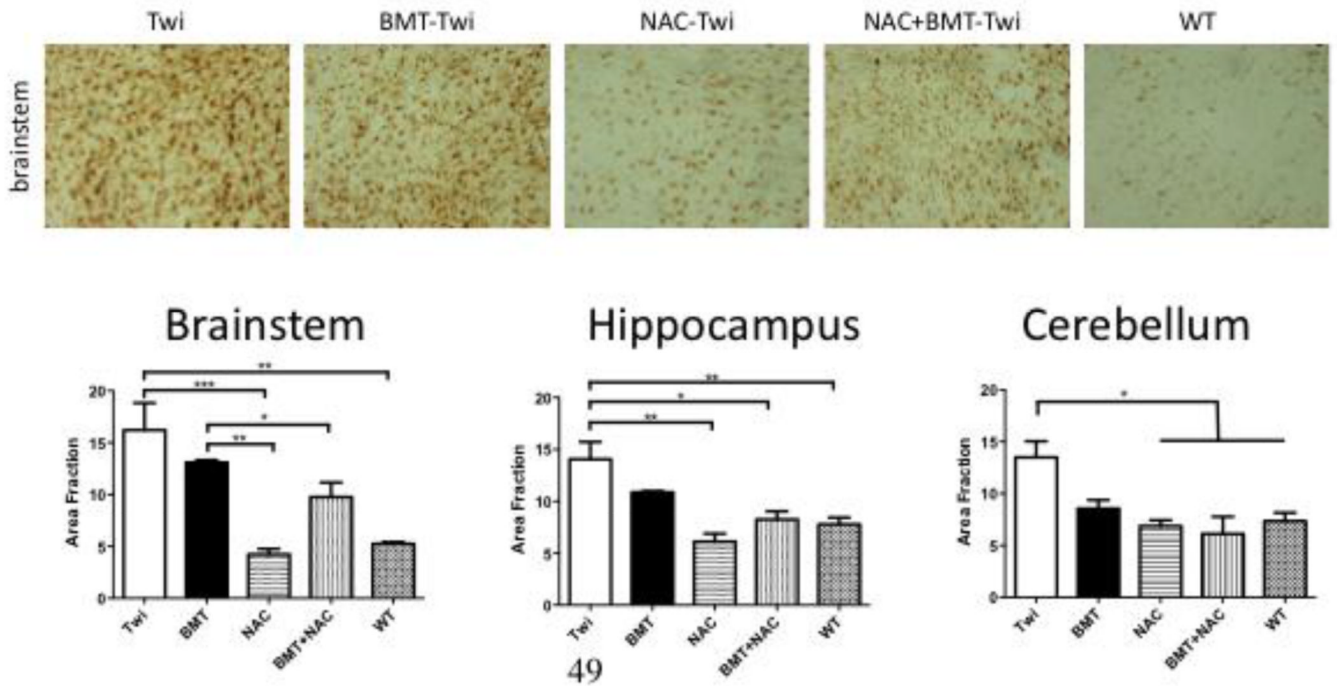 Twi BMT-Twi NAC-Twi NAC+BMT-Twi WT
brainstem
Brainstem
**
***
*
**
Area Fraction
20
15
10
5
0
Twi BMT NAC BMT+NAC WT
Hippocampus
**
*
**
Area Fraction
20
15
10
5
0
Twi BMT NAC BMT+NAC WT
Cerebellum
*
Area Fraction
20
15
10
5
0
Twi BMT NAC BMT+NAC WT
49